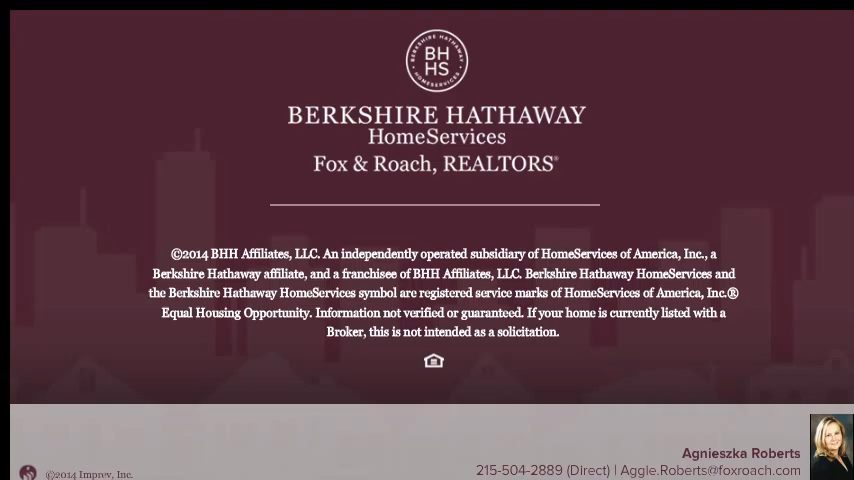 BERKSHIRE HATHAWAY
HOMESERVICES
BH
HS
BERKSHIRE HATHAWAY
HomeServices
Fox & Roach, REALTORS®
©2014 BHH Affiliates, LLC. An independently operated subsidiary of HomeServices of America, Inc., a
Berkshire Hathaway affiliate, and a franchisee of BHH Affiliates, LLC. Berkshire Hathaway HomeServices and
the Berkshire Hathaway HomeServices symbol are registered service marks of HomeServices of America, Inc.®
Equal Housing Opportunity. Information not verified or guaranteed. If your home is currently listed with a
Broker, this is not intended as a solicitation.
Agnieszka Roberts
215-504-2889 (Direct) | Aggie.Roberts@foxroach.com
©2014 Imprev, Inc.